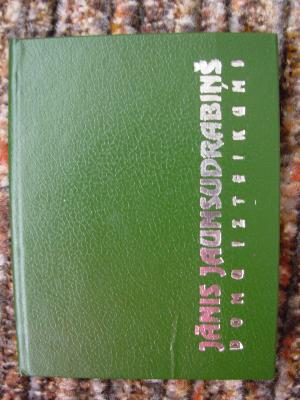 JĀNIS JAUNSUDRABIŅŠ
DOMU IZTEIKUMI